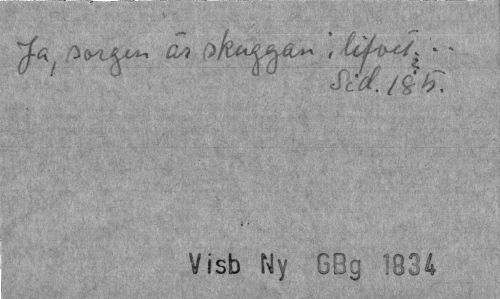 Ja, sorgen är skuggan i lifvet; ...
Sid. 185.
Visb Ny GBg 1834